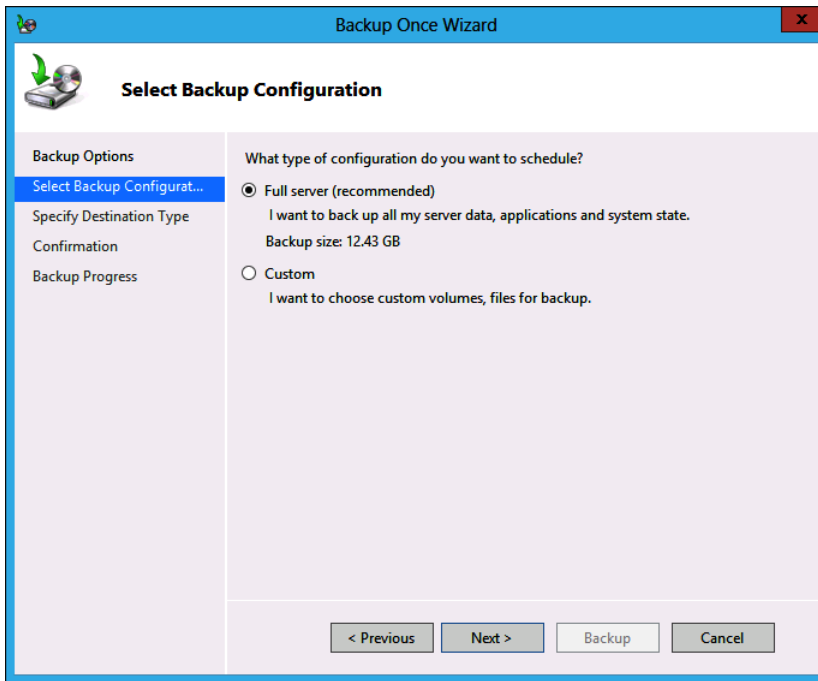 Backup Once Wizard
x
Select Backup Configuration
Backup Options
Select Backup Configurat...
Specify Destination Type
Confirmation
Backup Progress
What type of configuration do you want to schedule?
Full server (recommended)
I want to back up all my server data, applications and system state.
Backup size: 12.43 GB
Custom
I want to choose custom volumes, files for backup.
< Previous
Next >
Backup
Cancel